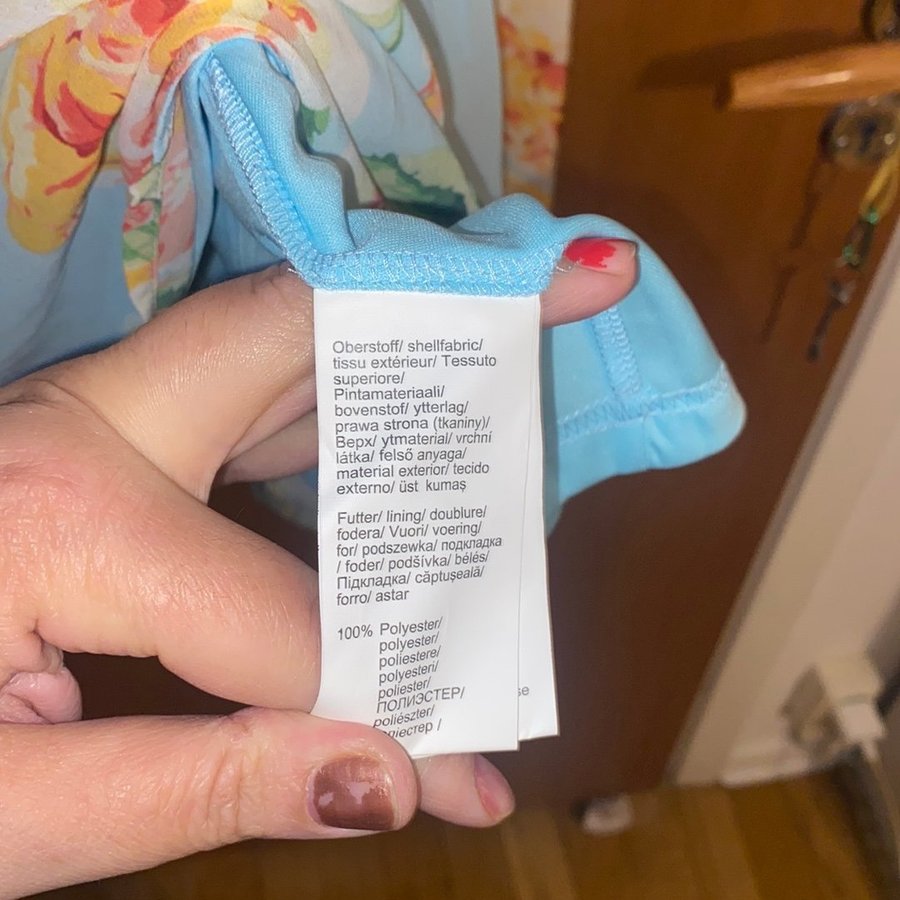 Oberstoff/ shellfabric/
tissu extérieur/ Tessuto
superiore/
Pintamateriaali/
bovenstof/ ytterlag/
prawa strona (tkaniny)/
Верх/ ytmaterial/ vrchní
látka/ felső anyaga/
material exterior/ tecido
externo/ üst kumaş
Futter/ lining/ doublure/
fodera/ Vuori/ voering/
for/ podszewka/ подкладка
/ foder/ podšívka/ bélés/
Підкладка/ căptușeală/
forro/ astar
100% Polyester/
polyester/
poliestere/
polyesteri/
poliester/
ПОЛИЭСТЕР/
poliészter/